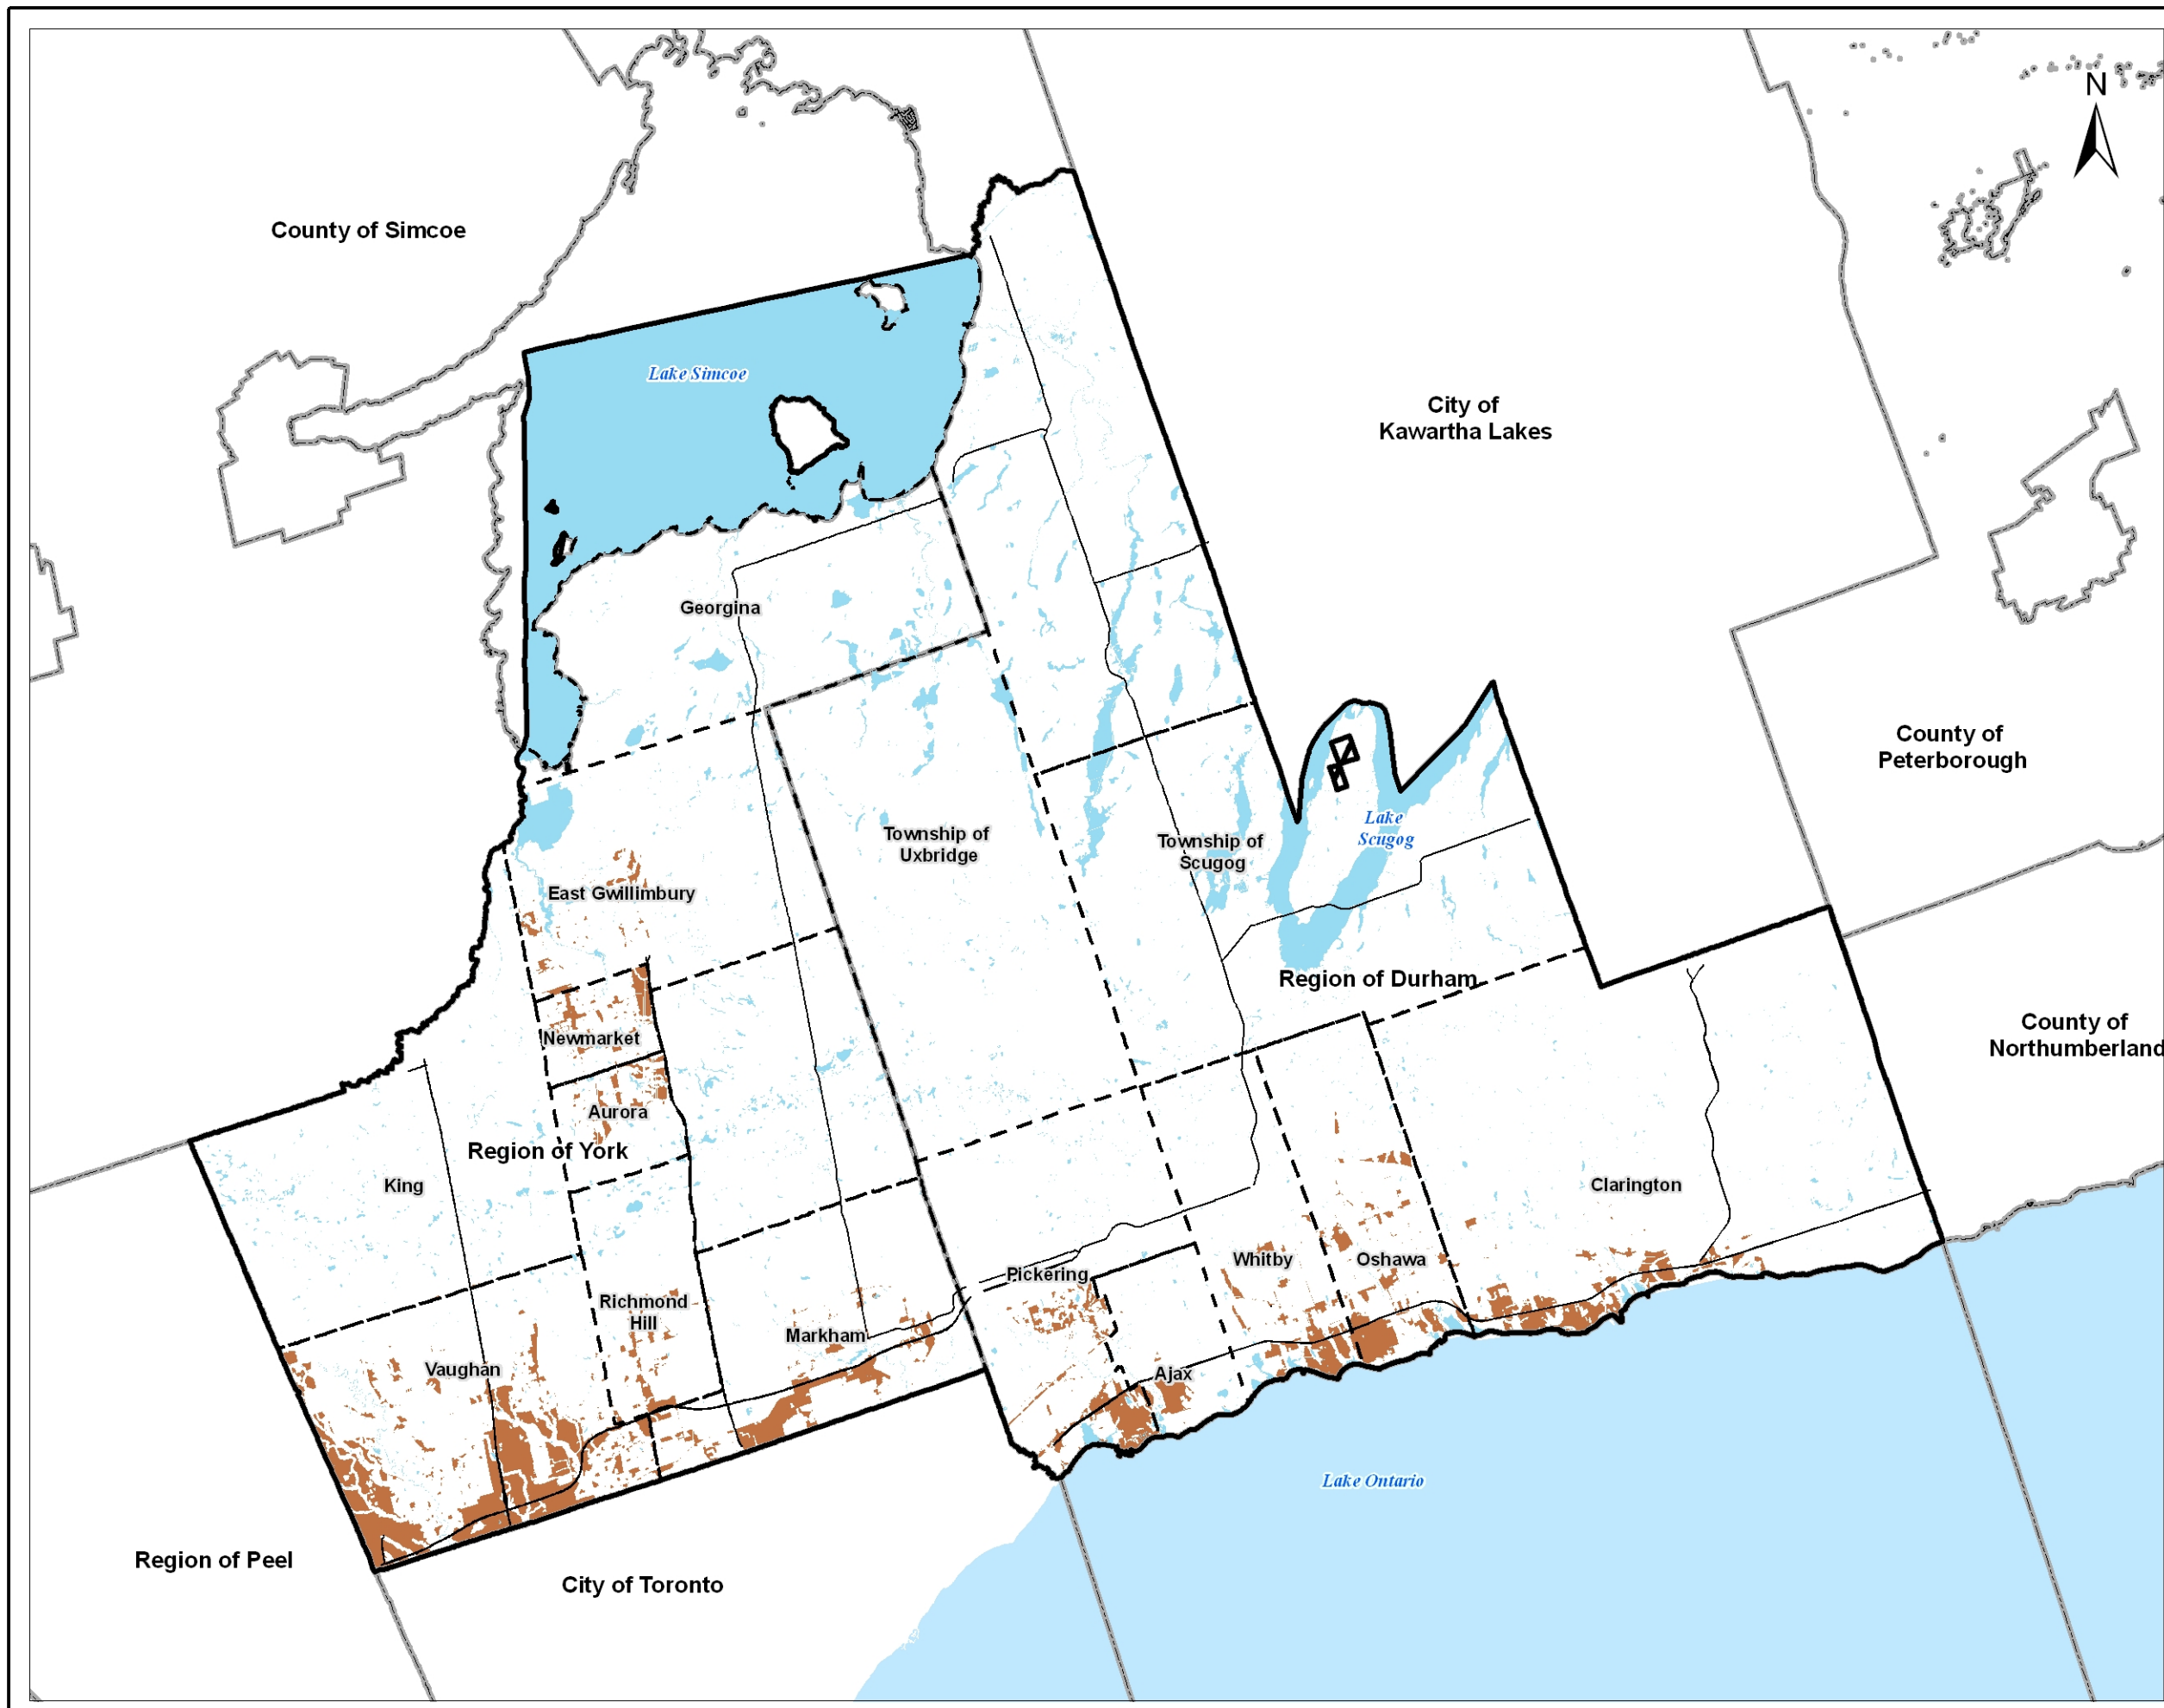 N
County of Simcoe
Lake Simcoe
City of
Kawartha Lakes
Georgina
County of
Peterborough
Township of
Uxbridge
Township of
Scugog
Lake
Scugog
East Gwillimbury
Region of Durham
Newmarket
County of
Northumberland
Aurora
Region of York
King
Clarington
Whitby
Oshawa
Pickering
Richmond
Hill
Markham
Vaughan
Ajax
Lake Ontario
Region of Peel
City of Toronto